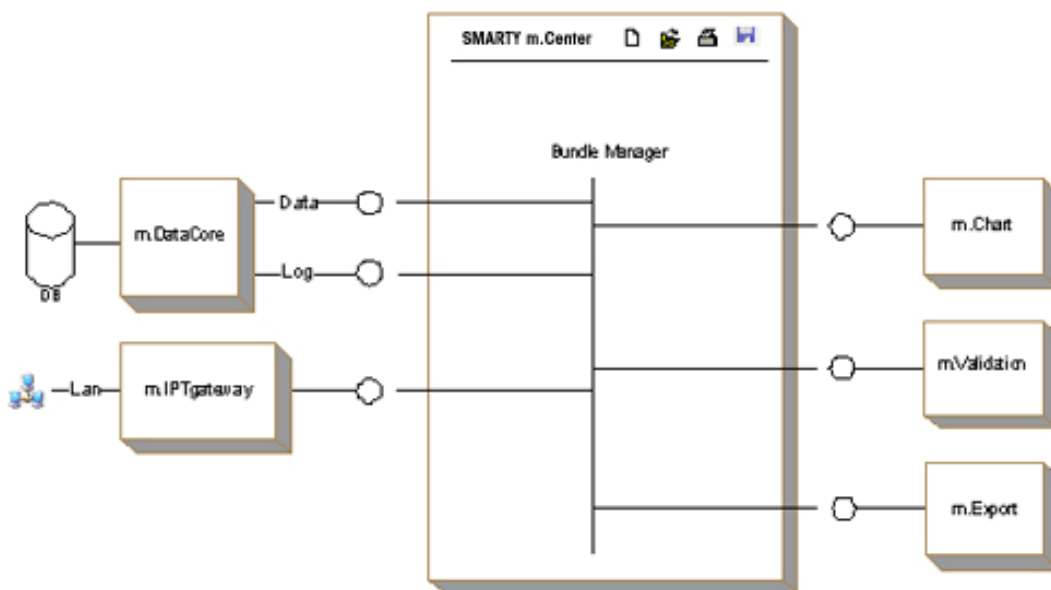 SMARTY m.Center
Bundle Manager
Data
m.DataCore
m.Chart
Log
DB
m.Validation
Lan
m.IPTgateway
m.Export